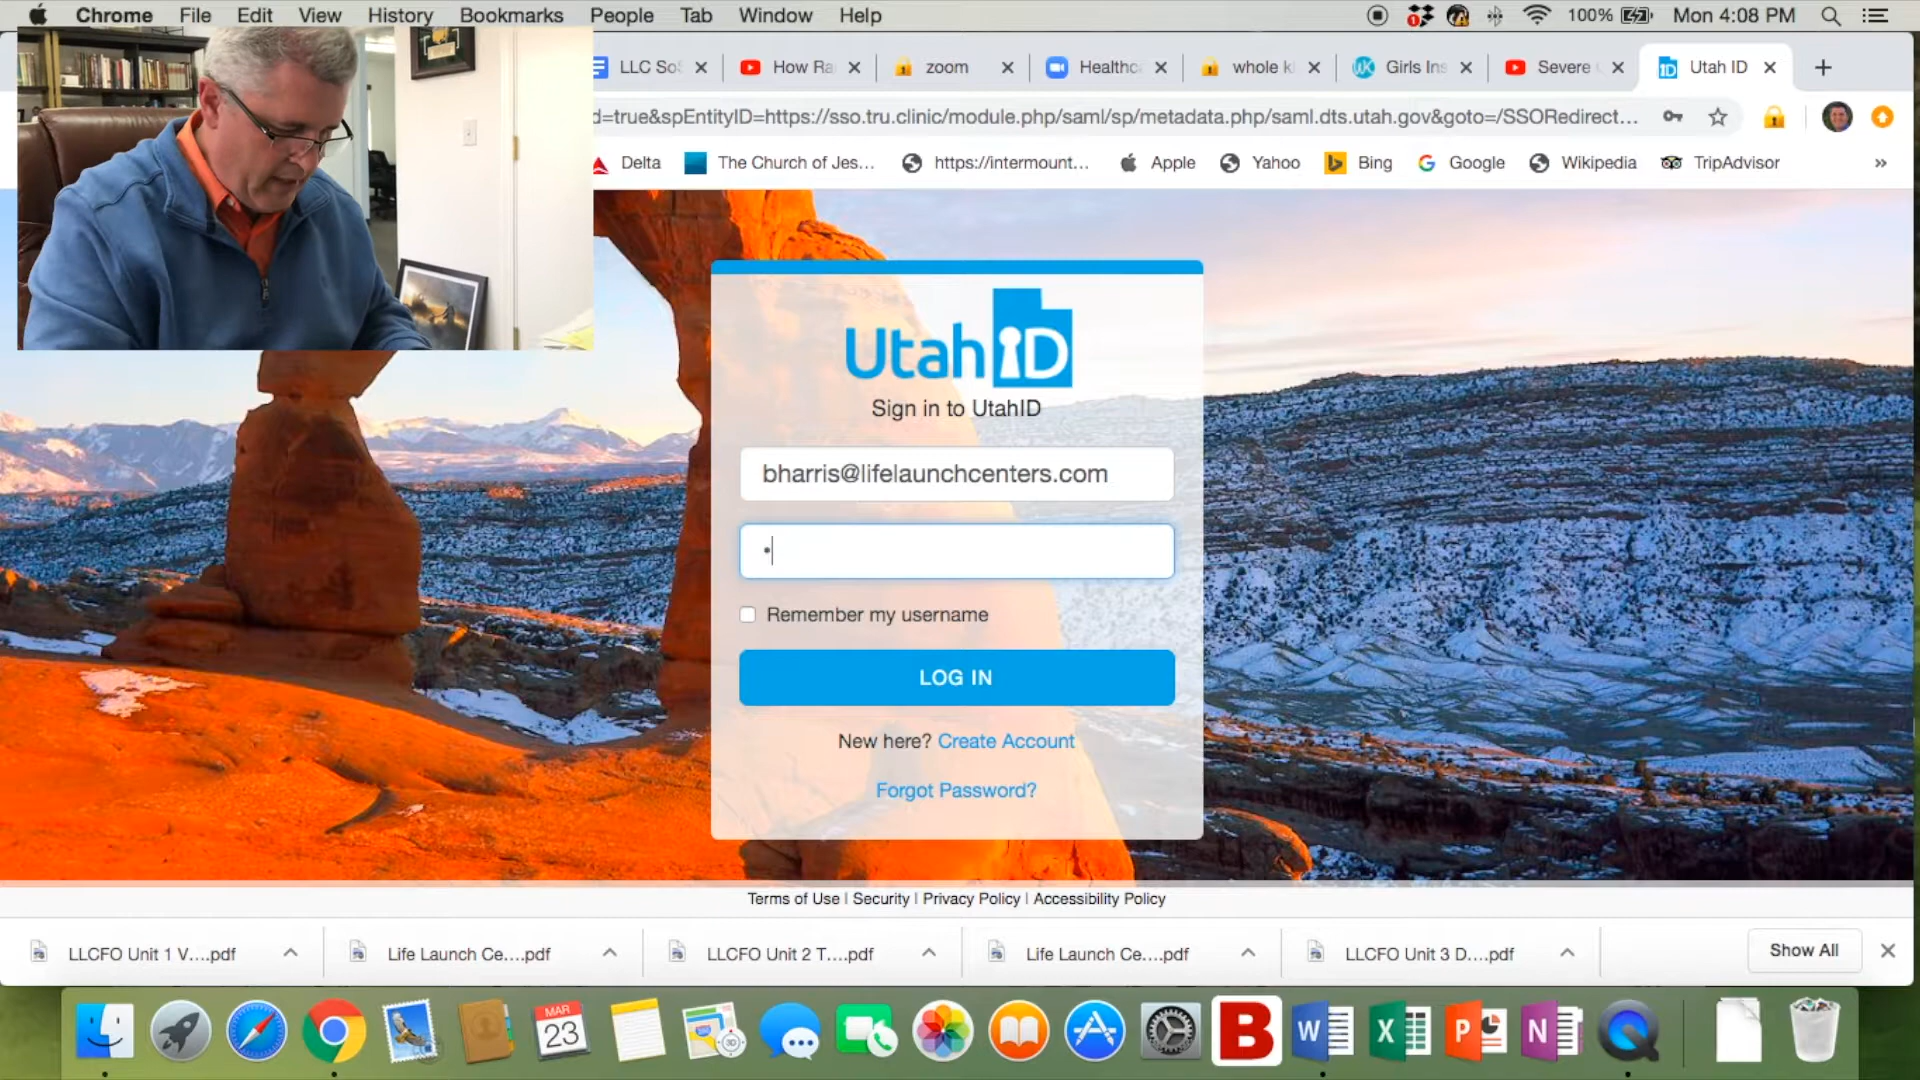 Chrome File Edit View History Bookmarks People Tab Window Help 1 100% Mon 4:08 PM
LLC So How Ra zoom Healthc whole k Girls Ins Severe Utah ID
d=true&spEntityID=https://sso.tru.clinic/module.php/saml/sp/metadata.php/saml.dts.utah.gov&goto=/SSORedirect...
Delta The Church of Jes... https://intermount... Apple Yahoo Bing Google Wikipedia TripAdvisor »
Utah iD
Sign in to UtahID
bharris@lifelaunchcenters.com
•
Remember my username
LOG IN
New here? Create Account
Forgot Password?
Terms of Use | Security | Privacy Policy | Accessibility Policy
LLCFO Unit 1 V....pdf Life Launch Ce....pdf LLCFO Unit 2 T....pdf Life Launch Ce....pdf LLCFO Unit 3 D....pdf Show All
MAR
23
3D
B W X P N